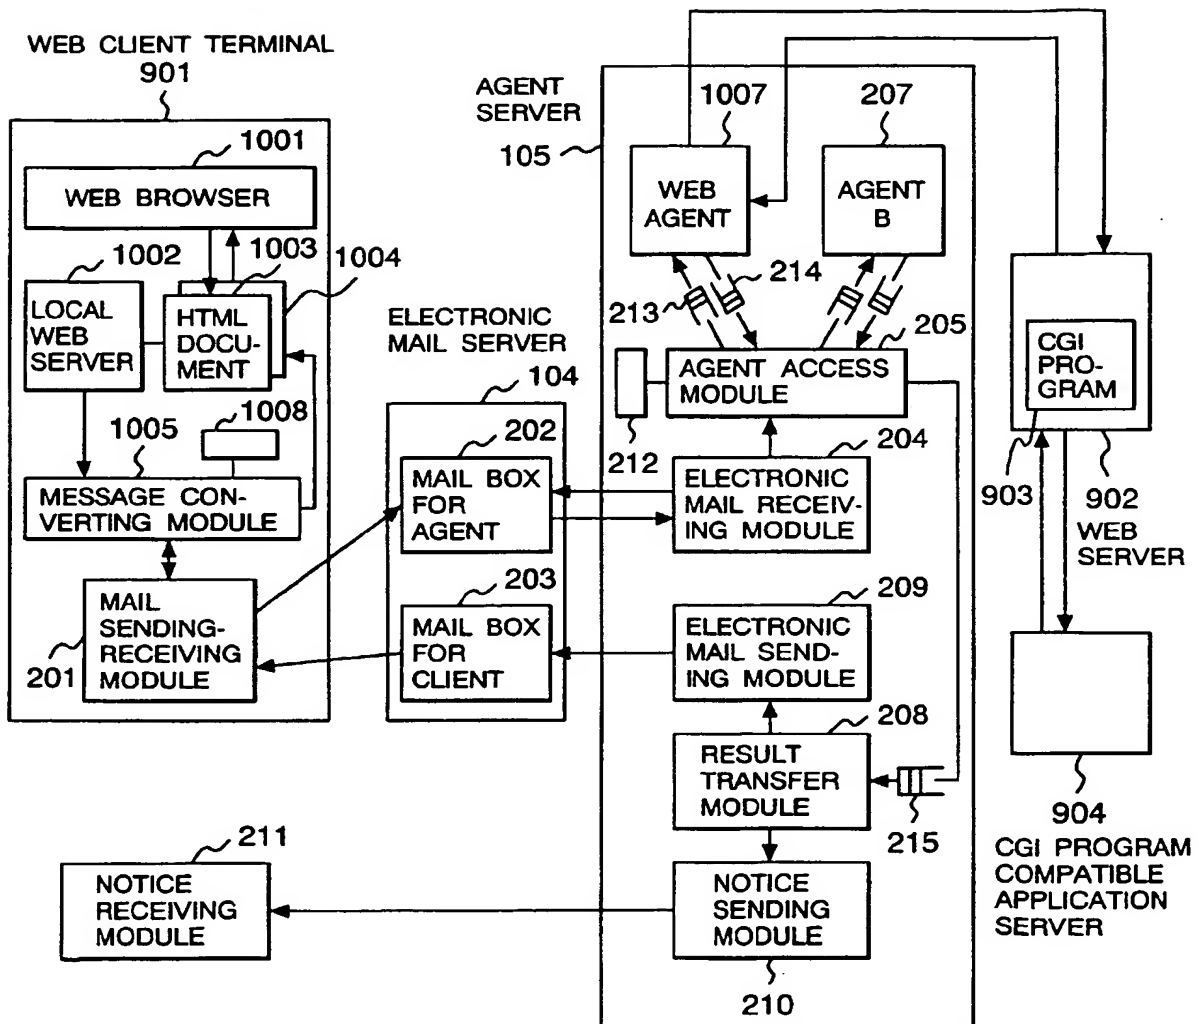 WEB CLIENT TERMINAL
901
1001
WEB BROWSER
1002
1003
1004
LOCAL
WEB
SERVER
HTML
DOCU-
MENT
1005
1008
MESSAGE CON-
VERTING MODULE
MAIL
SENDING-
RECEIVING
MODULE
201
ELECTRONIC
MAIL SERVER
104
202
MAIL BOX
FOR
AGENT
203
MAIL BOX
FOR
CLIENT
AGENT
SERVER
105
1007
207
WEB
AGENT
AGENT
B
213
214
205
AGENT ACCESS
MODULE
212
204
ELECTRONIC
MAIL RECEIV-
ING MODULE
209
ELECTRONIC
MAIL SEND-
ING MODULE
208
RESULT
TRANSFER
MODULE
215
NOTICE
SENDING
MODULE
210
211
NOTICE
RECEIVING
MODULE
CGI
PRO-
GRAM
903
902
WEB
SERVER
904
CGI PROGRAM
COMPATIBLE
APPLICATION
SERVER